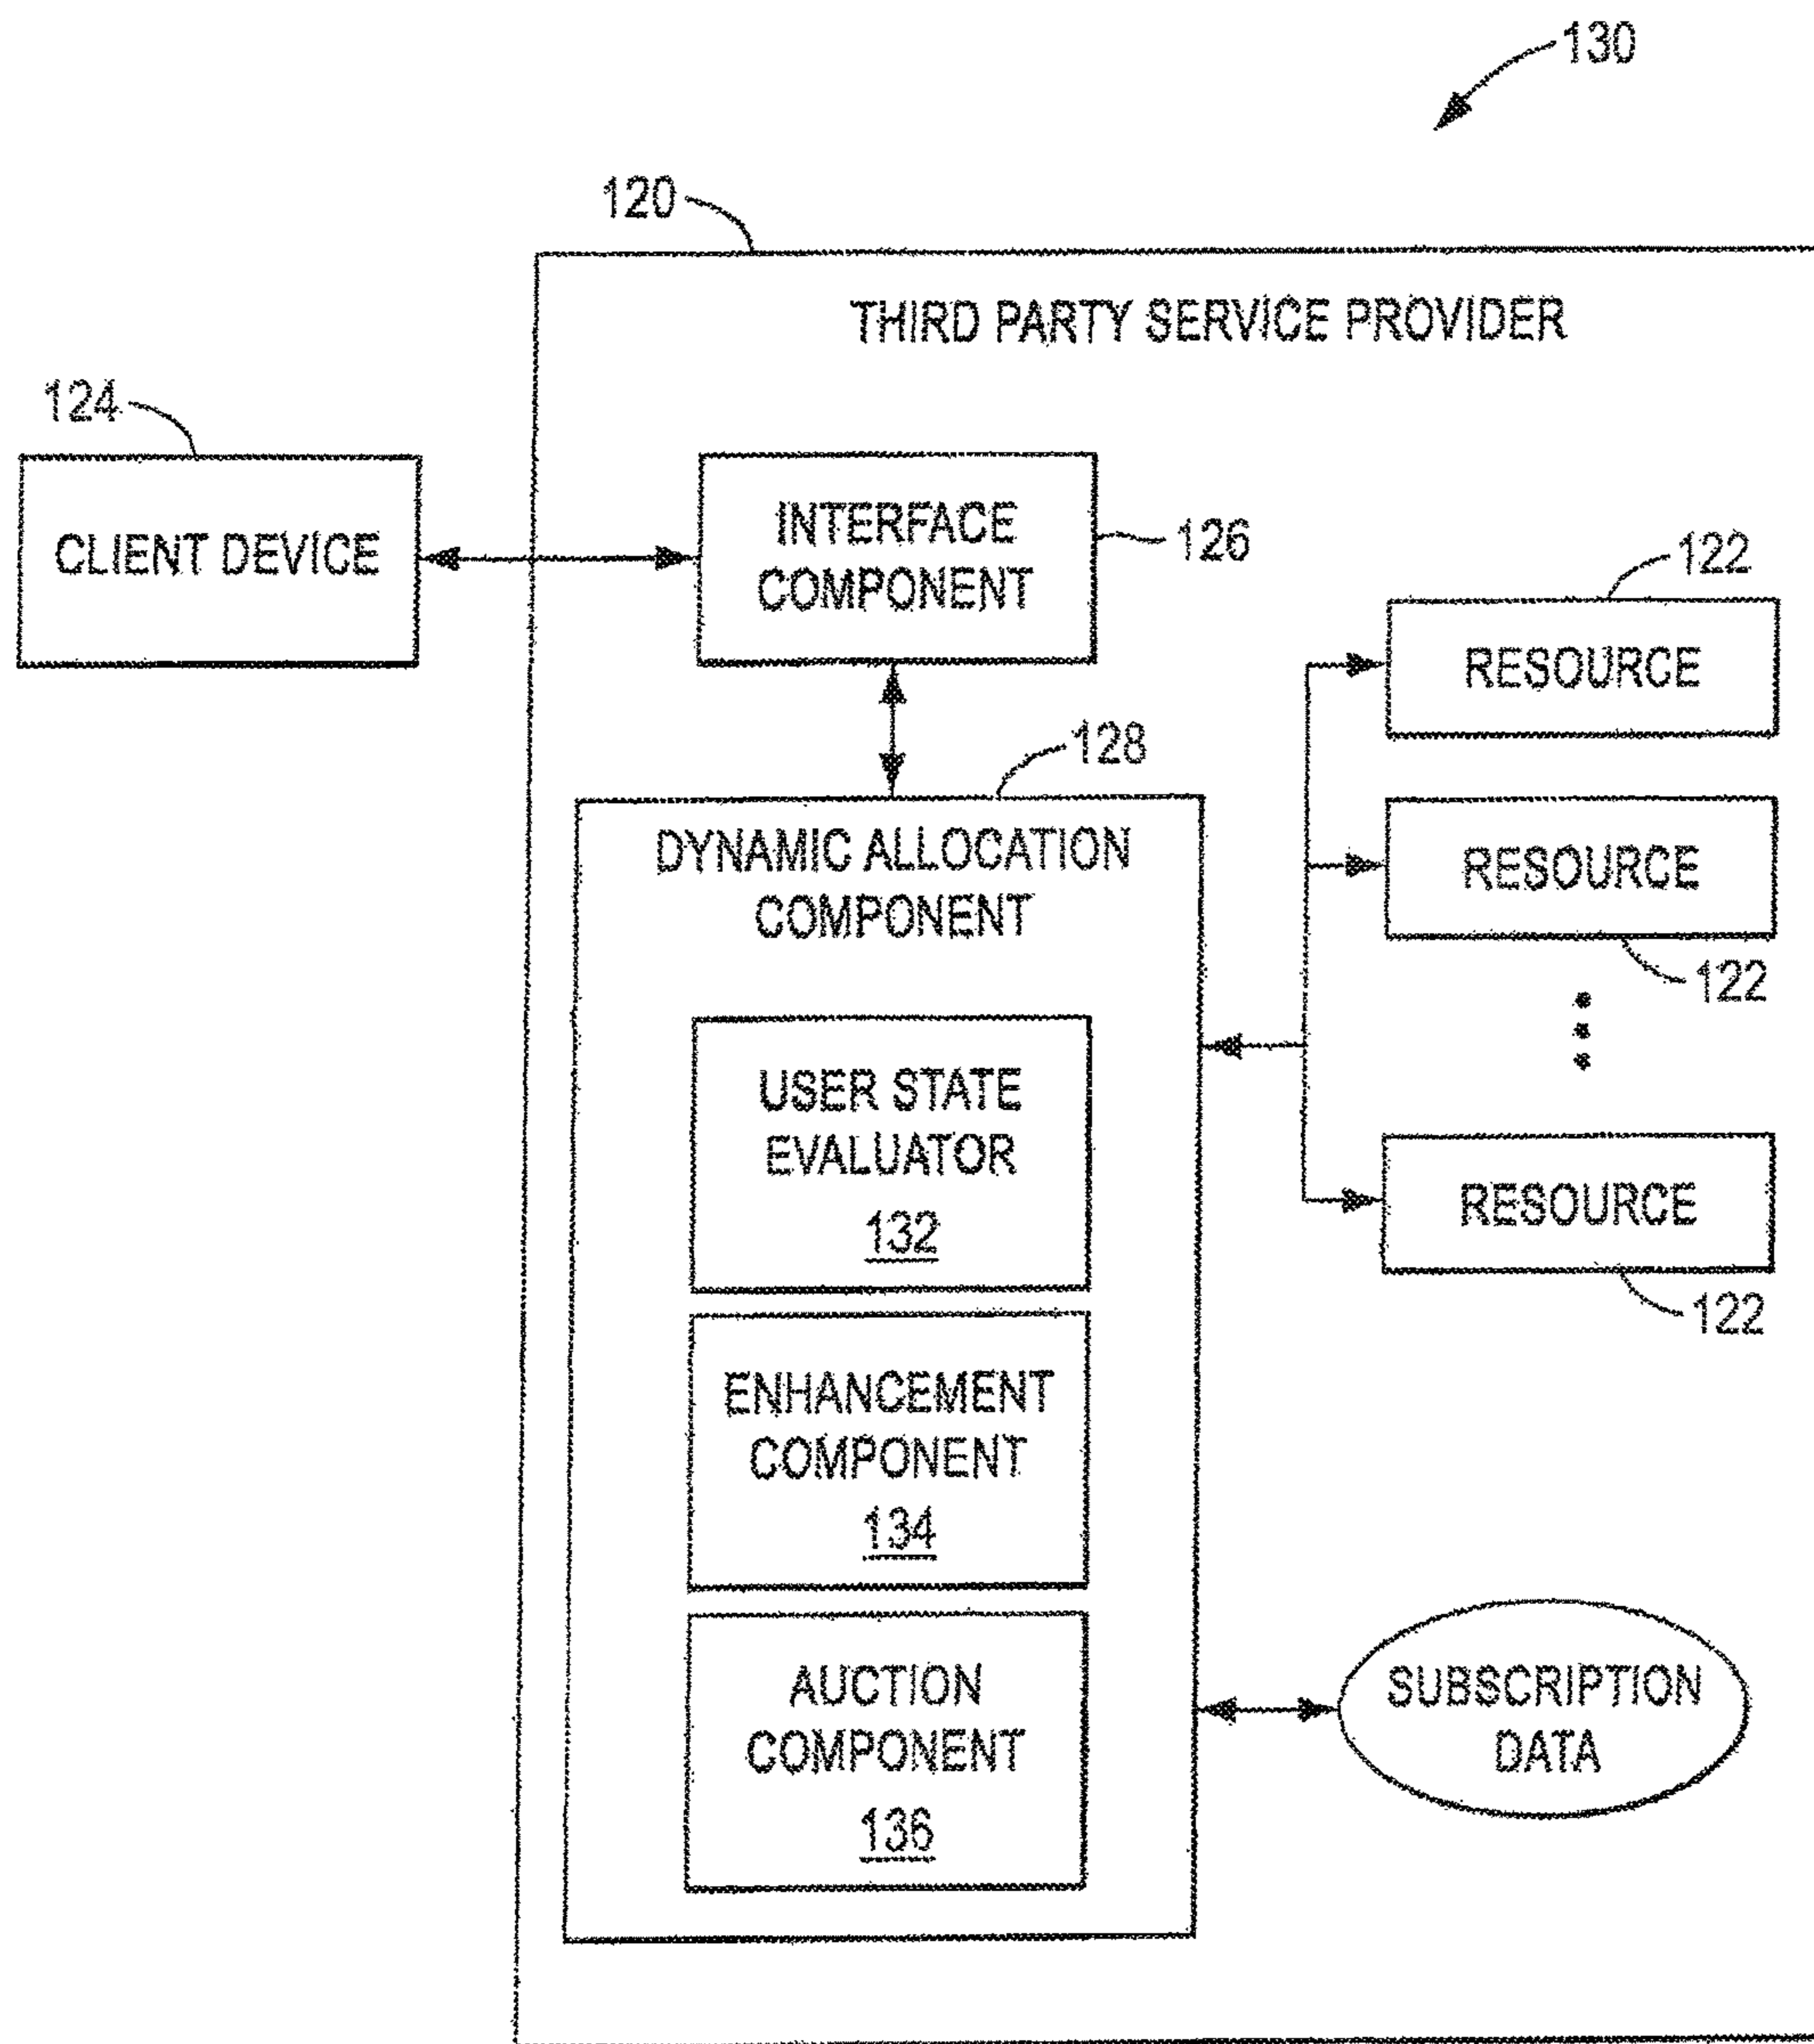 130
120
THIRD PARTY SERVICE PROVIDER
124
CLIENT DEVICE
INTERFACE
COMPONENT
126
122
RESOURCE
128
DYNAMIC ALLOCATION
COMPONENT
RESOURCE
122
USER STATE
EVALUATOR
132
RESOURCE
122
ENHANCEMENT
COMPONENT
134
AUCTION
COMPONENT
136
SUBSCRIPTION
DATA